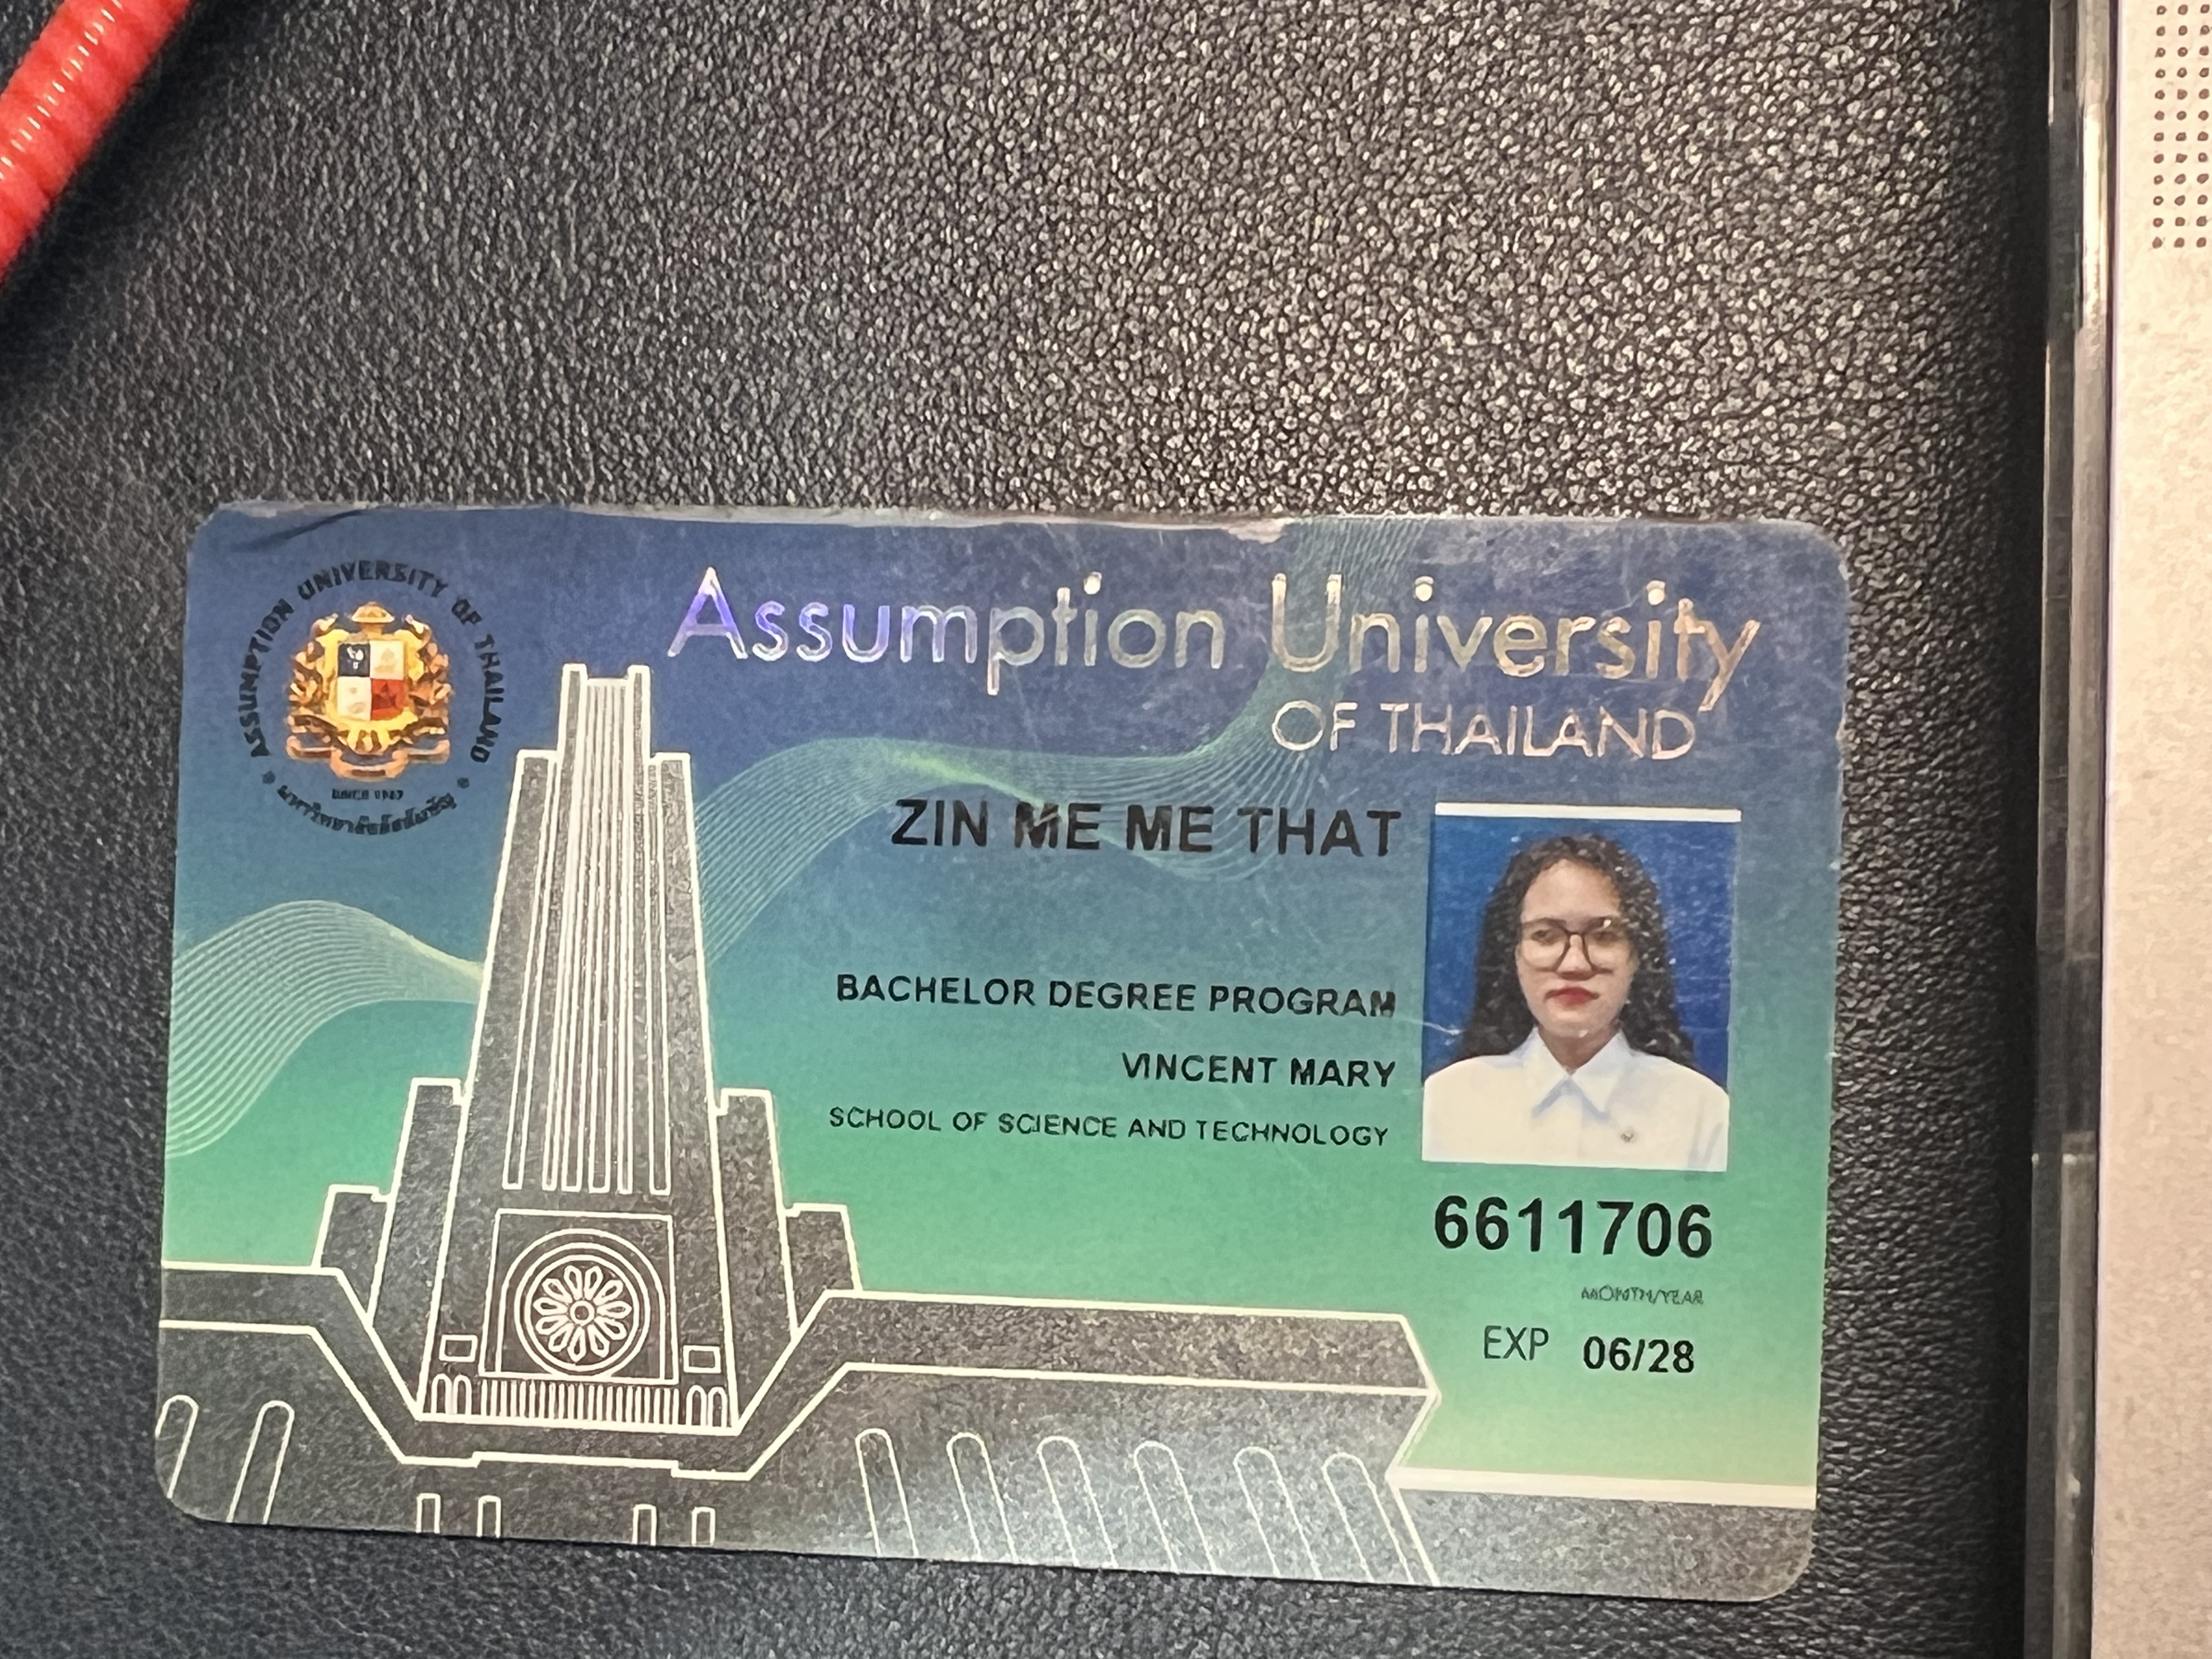 ASSUMPTION UNIVERSITY OF THAILAND
Assumption University
OF THAILAND
ZIN ME ME THAT
BACHELOR DEGREE PROGRAM
VINCENT MARY
SCHOOL OF SCIENCE AND TECHNOLOGY
6611706
MONTH/YEAR
EXP 06/28